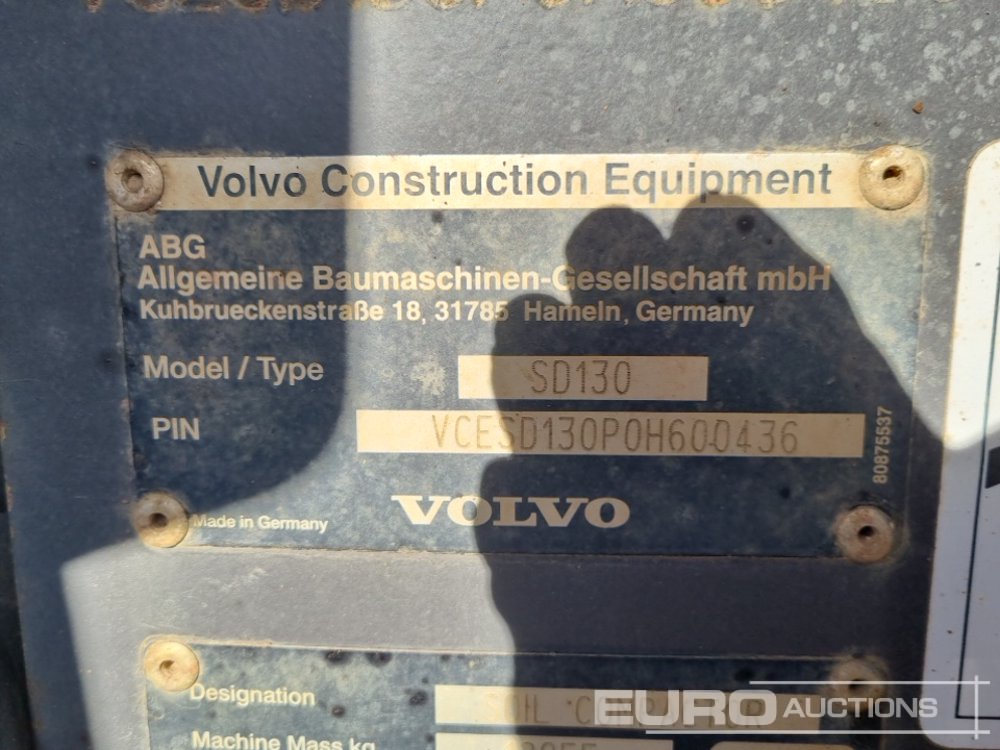 Volvo Construction Equipment
ABG
Allgemeine Baumaschinen-Gesellschaft mbH
Kuhbrueckenstraße 18, 31785 Hameln, Germany
Model / Type SD130
PIN VCESD130P0H600436
80875537
Made in Germany VOLVO
Designation SOIL
Machine Mass kg
EURO AUCTIONS